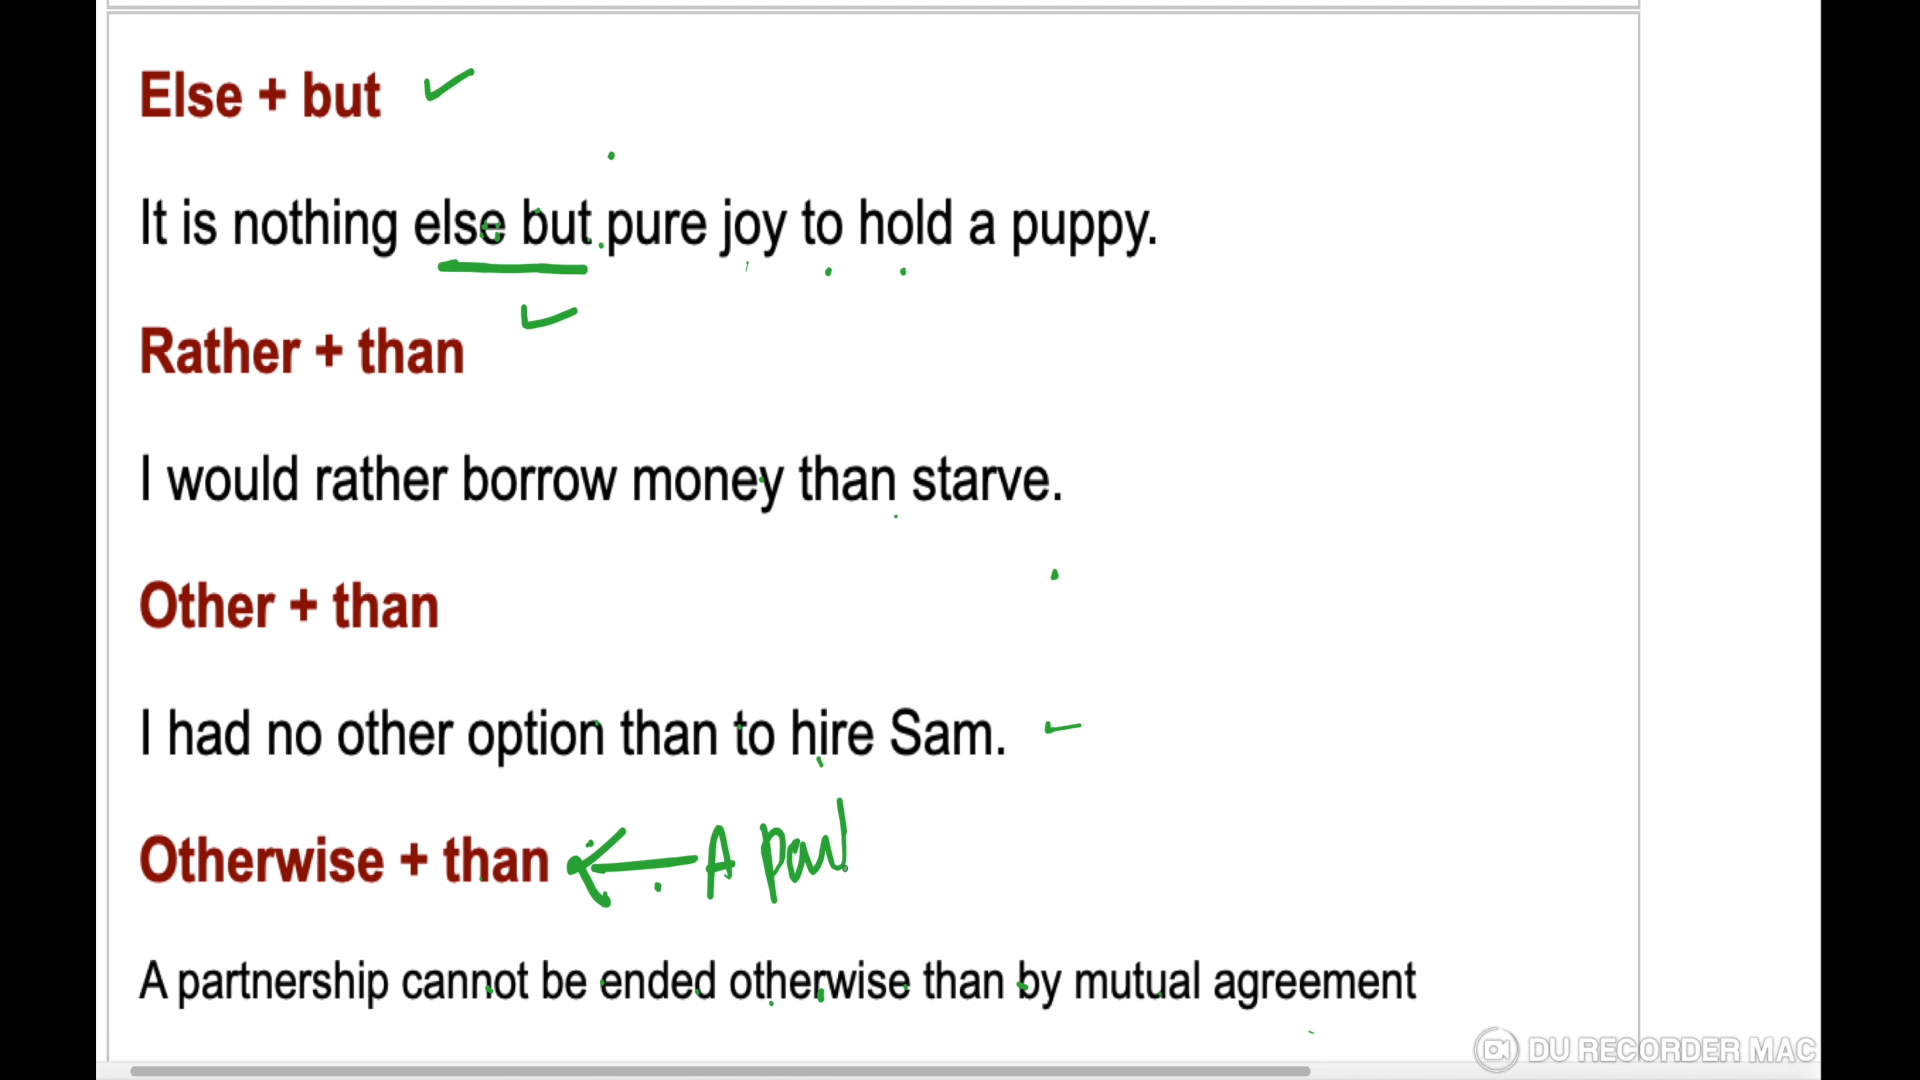 Else + but
It is nothing else but pure joy to hold a puppy.
Rather + than
I would rather borrow money than starve.
Other + than
I had no other option than to hire Sam.
Otherwise + than A
A partnership cannot be ended otherwise than by mutual agreement
DU RECORDER MAC